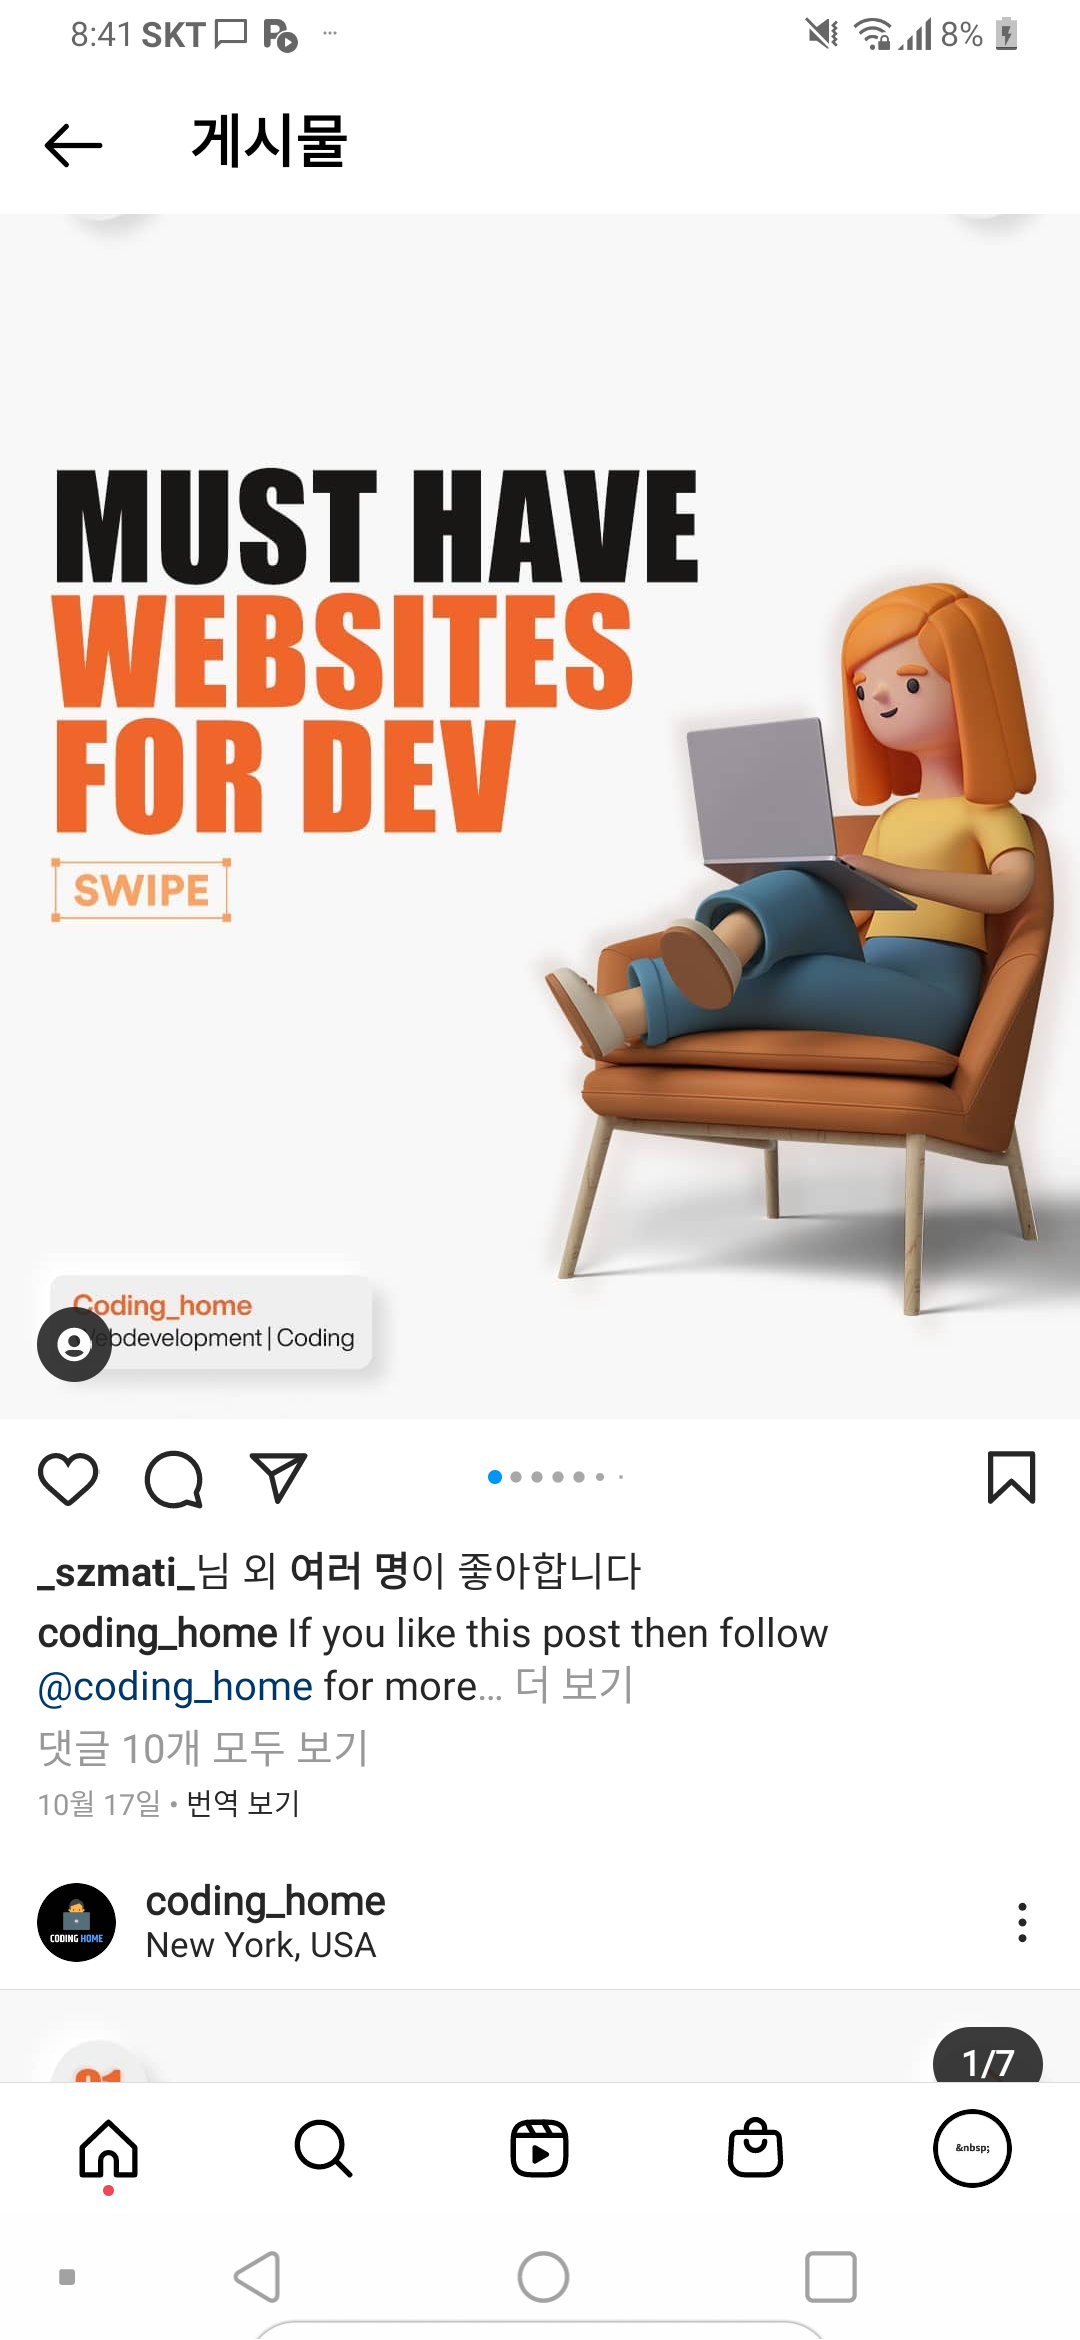 8:41 SKT
8%
게시물
MUST HAVE
WEBSITES
FOR DEV
SWIPE
Coding_home
ebdevelopment | Coding
_szmati_님 외 여러 명이 좋아합니다
coding_home If you like this post then follow
@coding_home for more... 더 보기
댓글 10개 모두 보기
10월 17일 • 번역 보기
CODING HOME
coding_home
New York, USA
1/7
&nbsp;